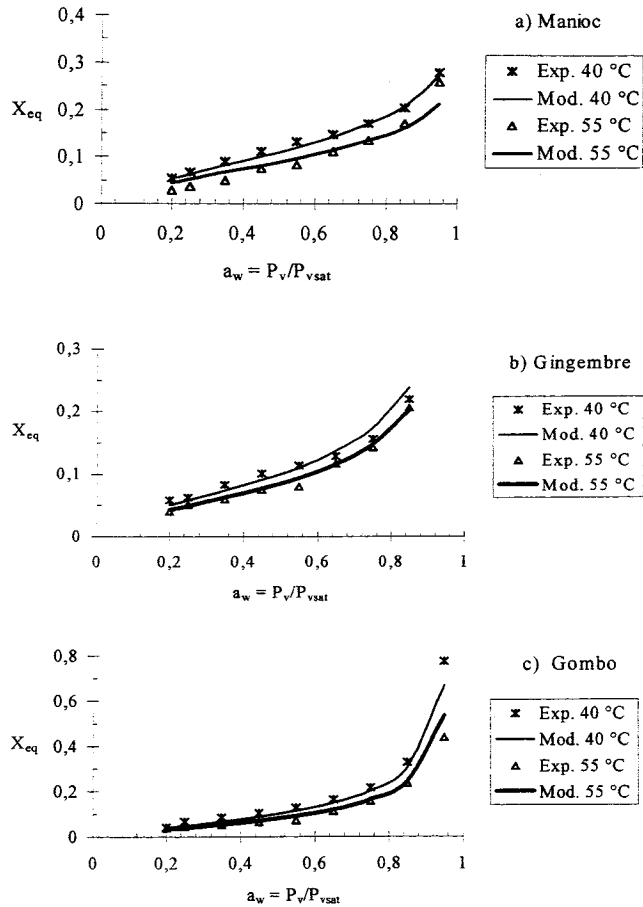 a) Manioc
0,4
0,3
0,2
0,1
0
X_eq
0 0,2 0,4 0,6 0,8 1
a_w = P_v/P_vsat
Exp. 40 °C
Mod. 40 °C
Exp. 55 °C
Mod. 55 °C
b) Gingembre
0,3
0,2
0,1
0
X_eq
0 0,2 0,4 0,6 0,8 1
a_w = P_v/P_vsat
Exp. 40 °C
Mod. 40 °C
Exp. 55 °C
Mod. 55 °C
c) Gombo
0,8
0,6
0,4
0,2
0
X_eq
0 0,2 0,4 0,6 0,8 1
a_w = P_v/P_vsat
Exp. 40 °C
Mod. 40 °C
Exp. 55 °C
Mod. 55 °C